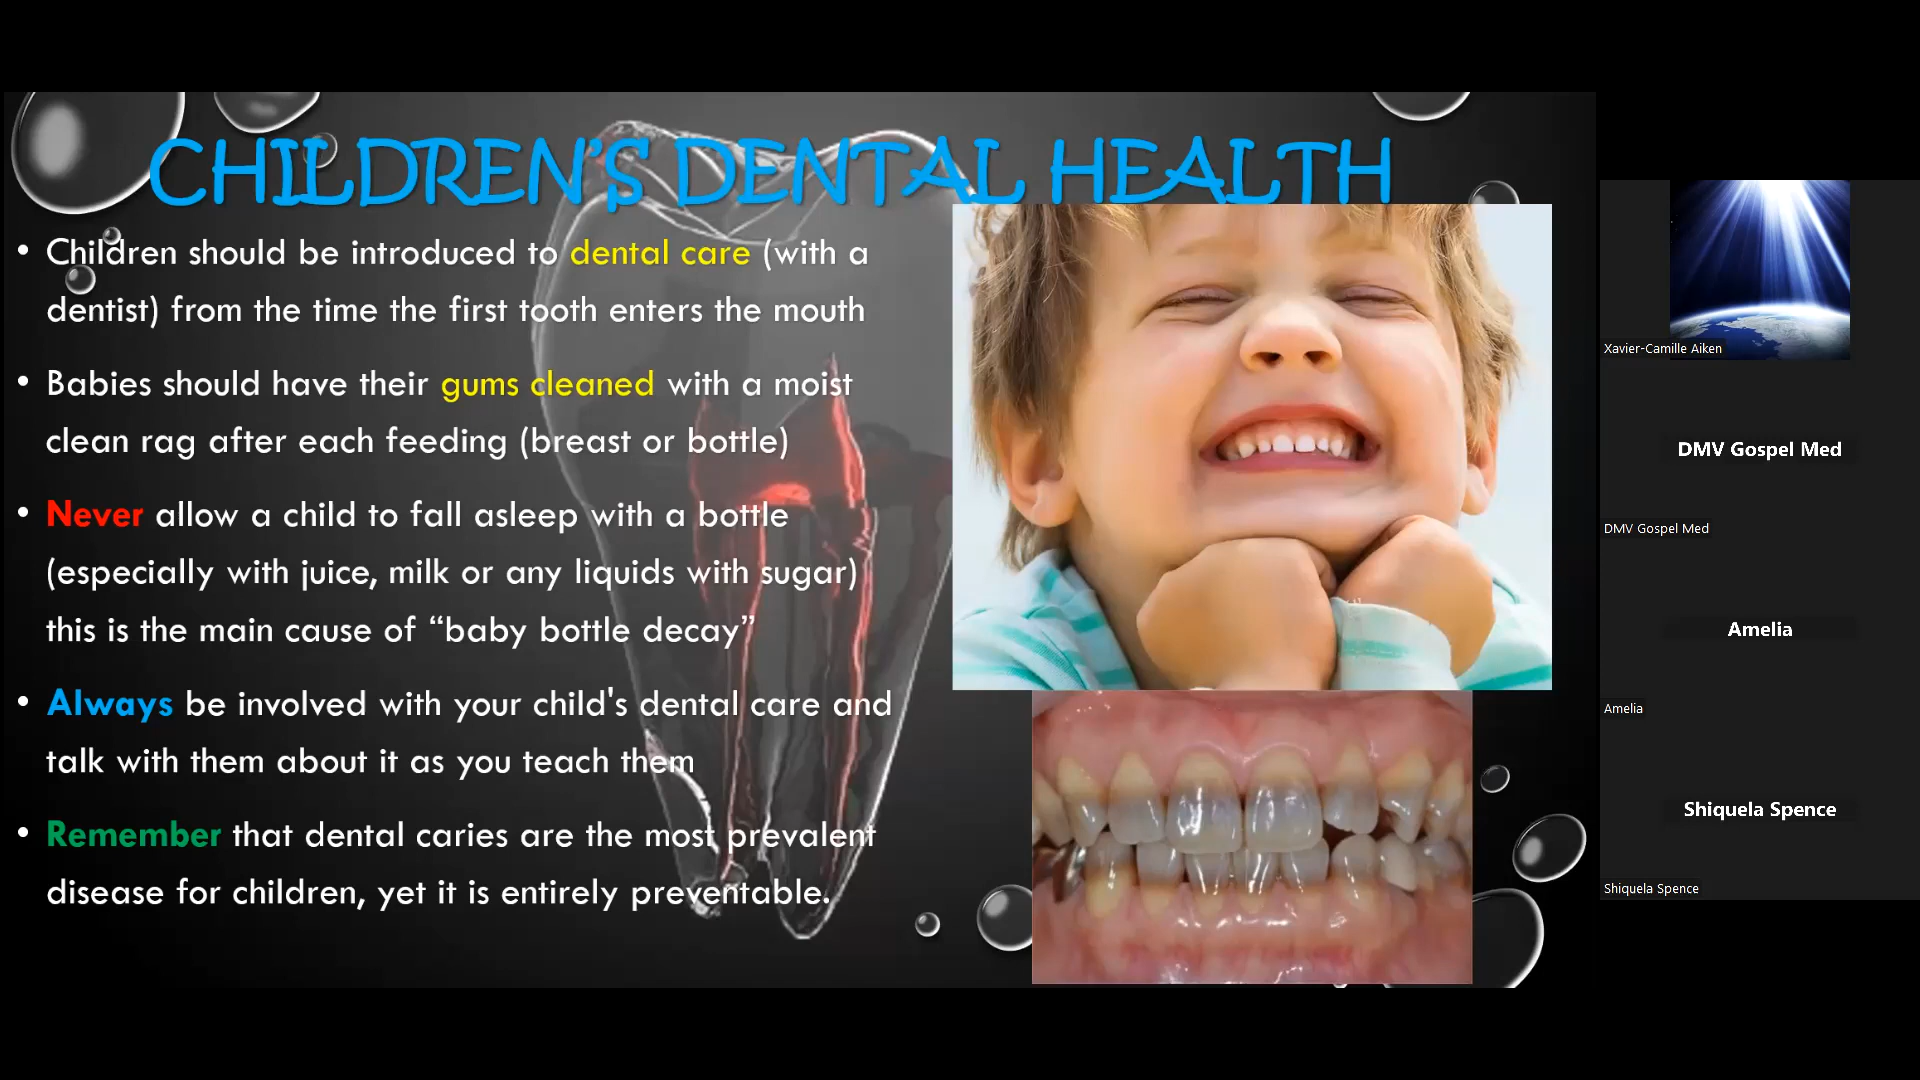 CHILDREN'S DENTAL HEALTH
• Children should be introduced to dental care (with a
dentist) from the time the first tooth enters the mouth
• Babies should have their gums cleaned with a moist
clean rag after each feeding (breast or bottle)
• Never allow a child to fall asleep with a bottle
(especially with juice, milk or any liquids with sugar)
this is the main cause of “baby bottle decay”
• Always be involved with your child's dental care and
talk with them about it as you teach them
• Remember that dental caries are the most prevalent
disease for children, yet it is entirely preventable.
Xavier-Camille Aiken
DMV Gospel Med
DMV Gospel Med
Amelia
Amelia
Shiquela Spence
Shiquela Spence